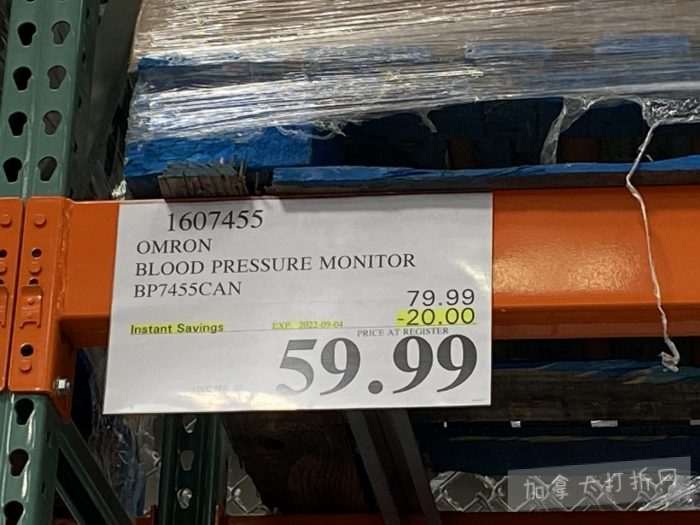 1607455
OMRON
BLOOD PRESSURE MONITOR
BP7455CAN
79.99
-20.00
Instant Savings EXP. 2022-09-04
PRICE AT REGISTER
59.99
加拿大打折网